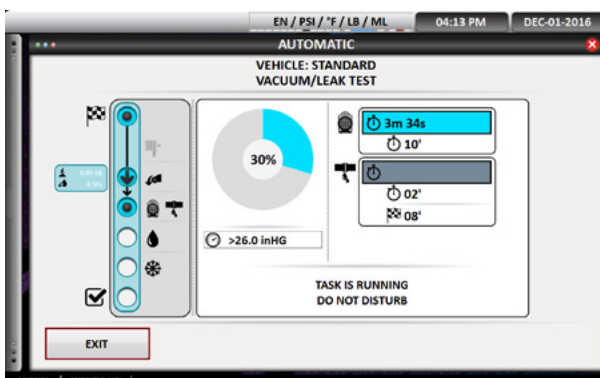 EN / PSI / °F / LB / ML
04:13 PM
DEC-01-2016
AUTOMATIC
VEHICLE: STANDARD
VACUUM/LEAK TEST
30%
>26.0 inHG
3m 34s
10'
02'
08'
TASK IS RUNNING
DO NOT DISTURB
EXIT